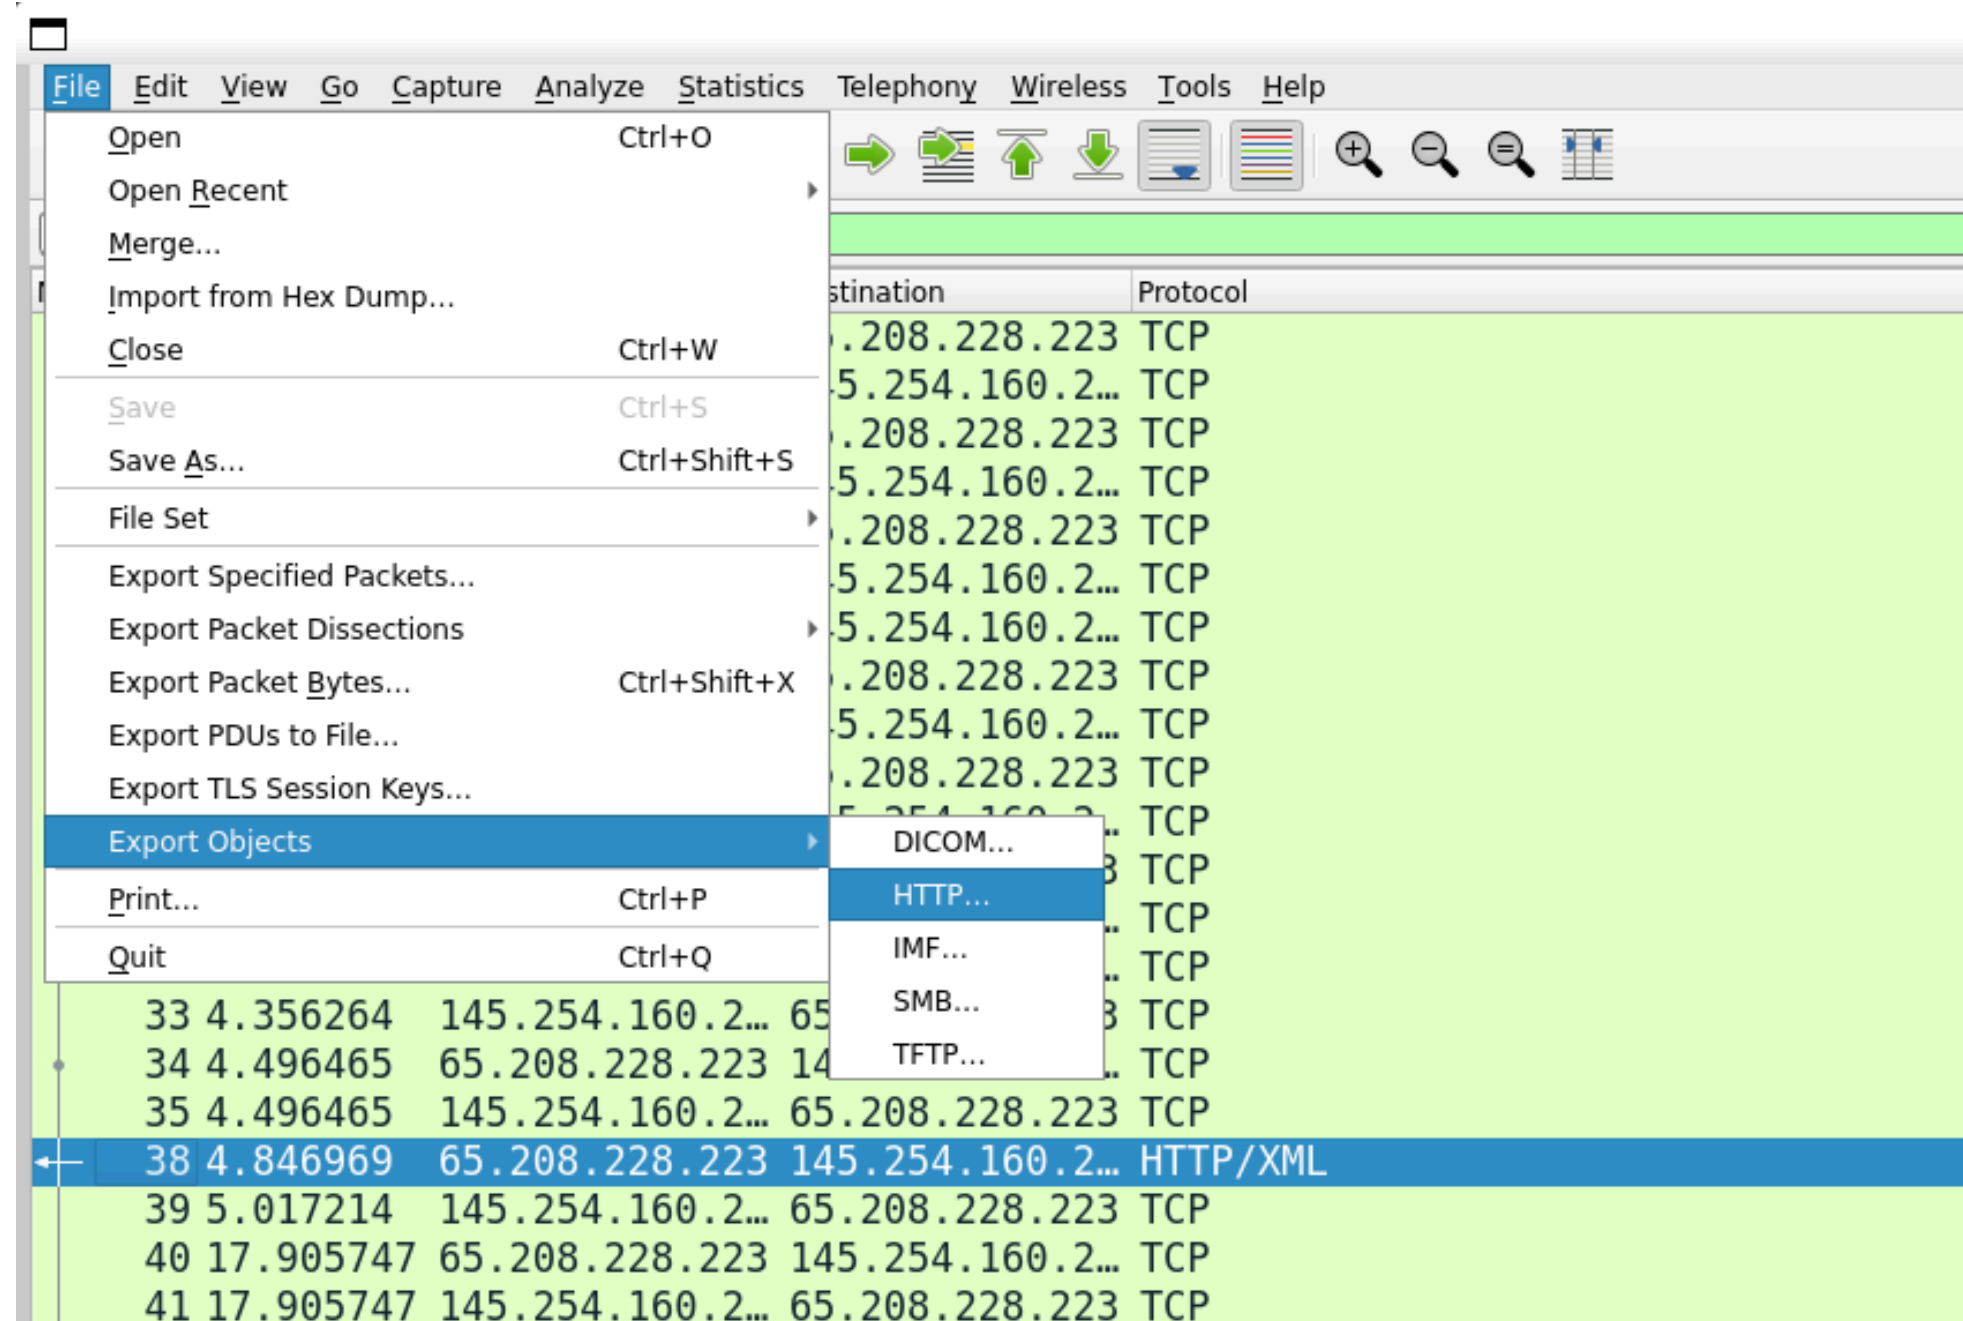 File Edit View Go Capture Analyze Statistics Telephony Wireless Tools Help
Open Ctrl+O
Open Recent
Merge...
Import from Hex Dump...
Close Ctrl+W
Save Ctrl+S
Save As... Ctrl+Shift+S
File Set
Export Specified Packets...
Export Packet Dissections
Export Packet Bytes... Ctrl+Shift+X
Export PDUs to File...
Export TLS Session Keys...
Export Objects
Print... Ctrl+P
Quit Ctrl+Q
DICOM...
HTTP...
IMF...
SMB...
TFTP...
stination Protocol
.208.228.223 TCP
5.254.160.2… TCP
.208.228.223 TCP
5.254.160.2… TCP
.208.228.223 TCP
5.254.160.2… TCP
5.254.160.2… TCP
.208.228.223 TCP
5.254.160.2… TCP
.208.228.223 TCP
TCP
3 TCP
TCP
TCP
33 4.356264 145.254.160.2… 65 3 TCP
34 4.496465 65.208.228.223 14 TCP
35 4.496465 145.254.160.2… 65.208.228.223 TCP
38 4.846969 65.208.228.223 145.254.160.2… HTTP/XML
39 5.017214 145.254.160.2… 65.208.228.223 TCP
40 17.905747 65.208.228.223 145.254.160.2… TCP
41 17.905747 145.254.160.2… 65.208.228.223 TCP